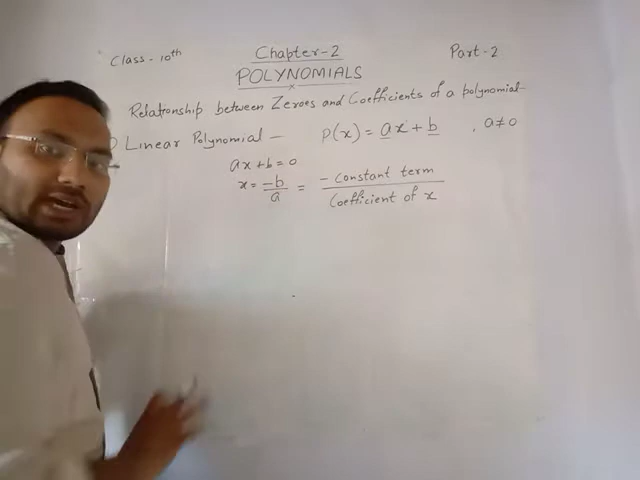 Class - 10th Chapter-2 Part-2
POLYNOMIALS
Relationship between Zeroes and Coefficients of a polynomial-
) Linear Polynomial - P(x) = ax + b , a≠0
ax+b=0
x = -b/a = - constant term / Coefficient of x